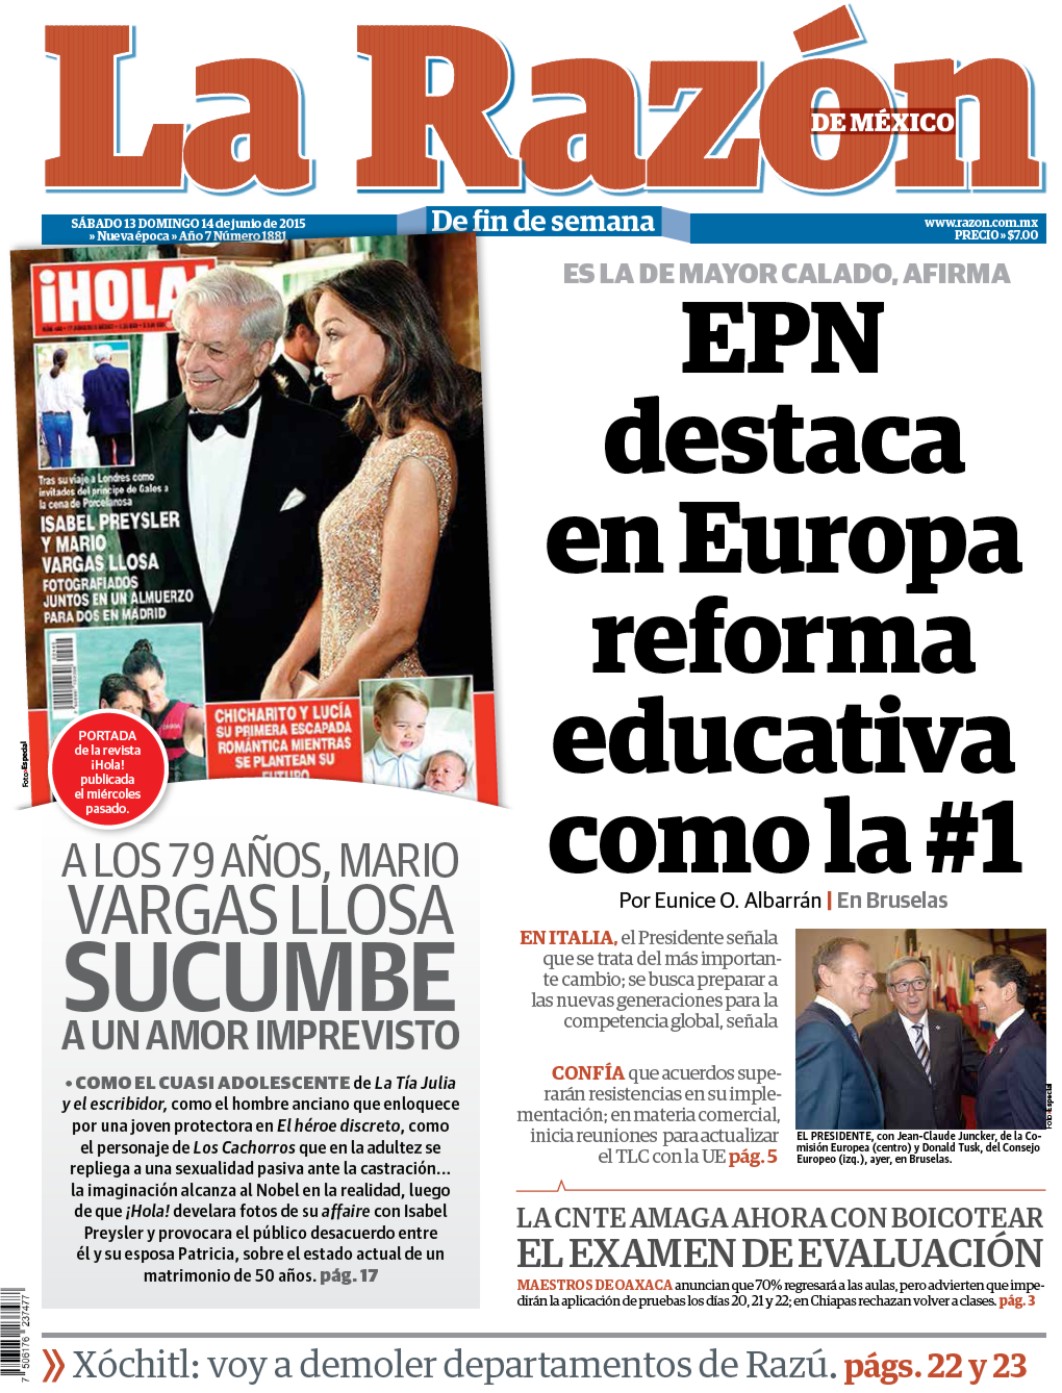 La Razón
DE MÉXICO
SÁBADO 13 DOMINGO 14 de junio de 2015
» Nueva época » Año 7 Número 1881
De fin de semana
www.razon.com.mx
PRECIO » $7.00
¡HOLA!
Tras su viaje a Londres como
invitados del príncipe de Gales a
la cena de Porcelanosa
ISABEL PREYSLER
Y MARIO
VARGAS LLOSA
FOTOGRAFIADOS
JUNTOS EN UN ALMUERZO
PARA DOS EN MADRID
CHICHARITO Y LUCÍA
SU PRIMERA ESCAPADA
ROMÁNTICA MIENTRAS
SE PLANTEAN SU
FUTURO
Foto>Especial
PORTADA
de la revista
¡Hola!
publicada
el miércoles
pasado.
A LOS 79 AÑOS, MARIO
VARGAS LLOSA
SUCUMBE
A UN AMOR IMPREVISTO
• COMO EL CUASI ADOLESCENTE de La Tía Julia
y el escribidor, como el hombre anciano que enloquece
por una joven protectora en El héroe discreto, como
el personaje de Los Cachorros que en la adultez se
repliega a una sexualidad pasiva ante la castración...
la imaginación alcanza al Nobel en la realidad, luego
de que ¡Hola! develara fotos de su affaire con Isabel
Preysler y provocara el público desacuerdo entre
él y su esposa Patricia, sobre el estado actual de un
matrimonio de 50 años. pág. 17
ES LA DE MAYOR CALADO, AFIRMA
EPN
destaca
en Europa
reforma
educativa
como la #1
Por Eunice O. Albarrán | En Bruselas
EN ITALIA, el Presidente señala
que se trata del más importan-
te cambio; se busca preparar a
las nuevas generaciones para la
competencia global, señala
CONFÍA que acuerdos supe-
rarán resistencias en su imple-
mentación; en materia comercial,
inicia reuniones para actualizar
el TLC con la UE pág. 5
Foto>Especial
EL PRESIDENTE, con Jean-Claude Juncker, de la Co-
misión Europea (centro) y Donald Tusk, del Consejo
Europeo (izq.), ayer, en Bruselas.
LA CNTE AMAGA AHORA CON BOICOTEAR
EL EXAMEN DE EVALUACIÓN
MAESTROS DE OAXACA anuncian que 70% regresará a las aulas, pero advierten que impe-
dirán la aplicación de pruebas los días 20, 21 y 22; en Chiapas rechazan volver a clases. pág. 3
7 506176 237477
» Xóchitl: voy a demoler departamentos de Razú. págs. 22 y 23